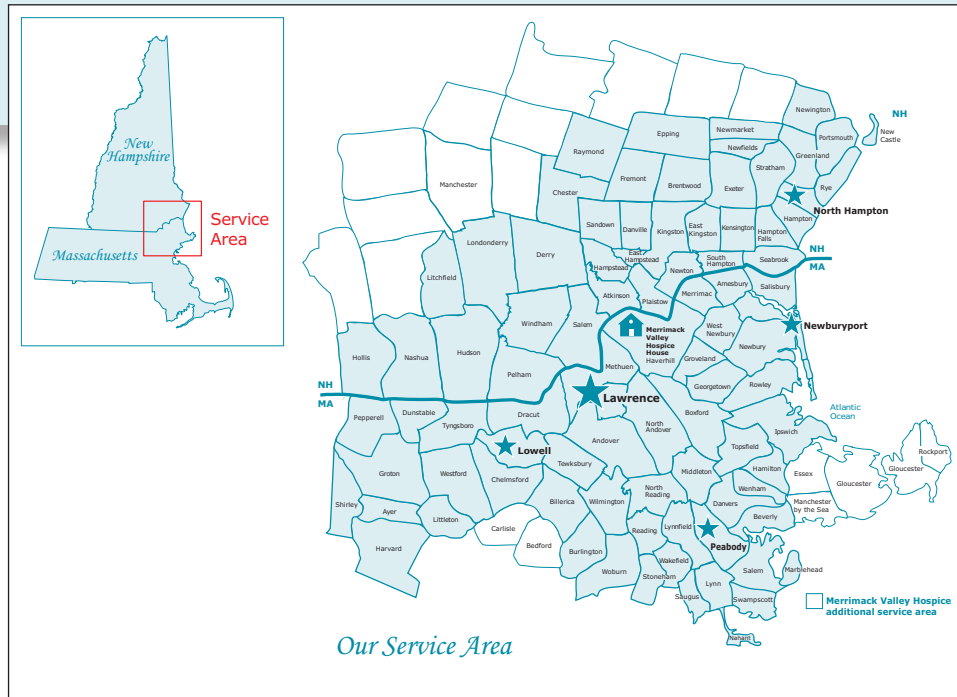 New
Hampshire
Massachusetts
Service
Area
Newington
NH
New
Castle
Portsmouth
Epping
Newmarket
Newfields
Greenland
Raymond
Stratham
Manchester
Fremont
Brentwood
Exeter
Rye
Chester
North Hampton
Sandown
Danville
Kingston
East
Kingston
Kensington
Hampton
Hampton
Falls
Londonderry
Derry
East
Hampstead
Hampstead
Newton
South
Hampton
Seabrook
NH
MA
Litchfield
Atkinson
Plaistow
Merrimac
Amesbury
Salisbury
Windham
Salem
Merrimack
Valley
Hospice
House
Haverhill
West
Newbury
Newburyport
Newbury
Hollis
Nashua
Hudson
Pelham
Methuen
Groveland
Georgetown
Rowley
NH
MA
Lawrence
Pepperell
Dunstable
Tyngsboro
Dracut
Boxford
Atlantic
Ocean
North
Andover
Ipswich
Andover
Lowell
Topsfield
Rockport
Groton
Westford
Chelmsford
Tewksbury
Middleton
Hamilton
Essex
Gloucester
Gloucester
Wenham
Shirley
Ayer
Littleton
Billerica
Wilmington
North
Reading
Danvers
Manchester
by the Sea
Beverly
Carlisle
Reading
Lynnfield
Harvard
Bedford
Burlington
Peabody
Wakefield
Woburn
Stoneham
Salem
Marblehead
Lynn
Saugus
Swampscott
Nahant
Merrimack Valley Hospice
additional service area
Our Service Area